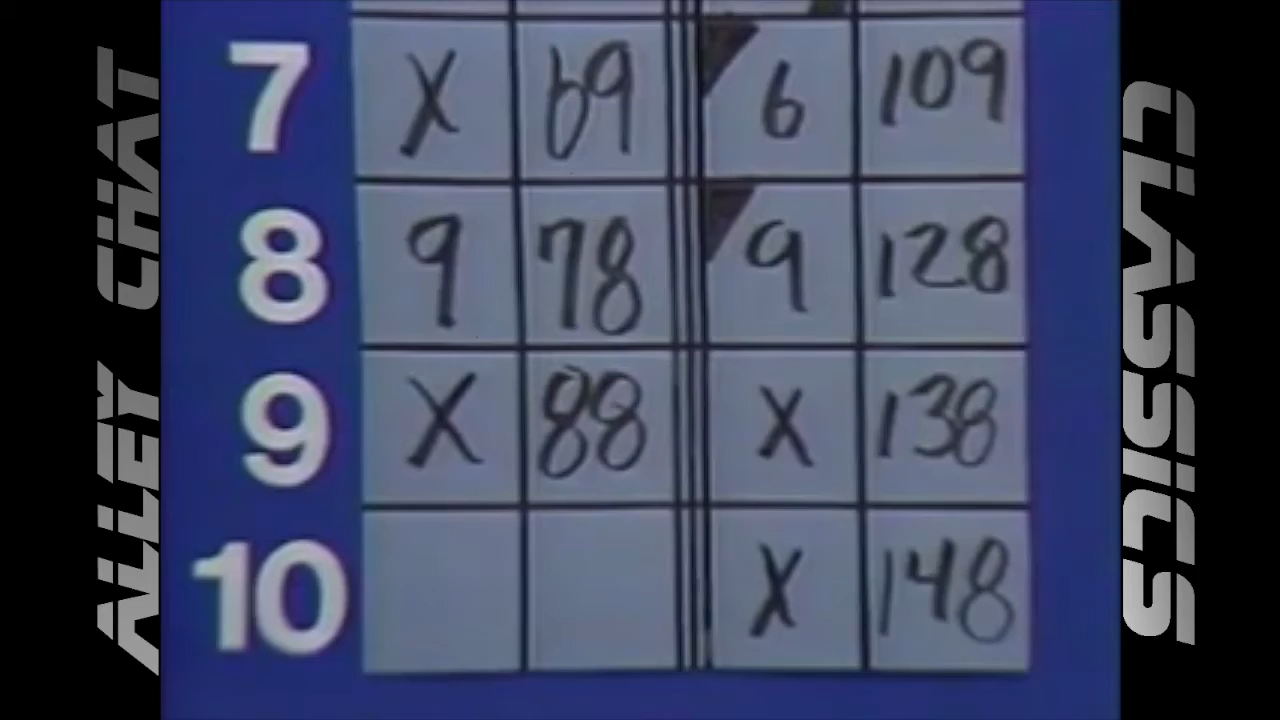 ALLEY CHAT
7 X 69 6 109
8 9 78 9 128
9 X 88 X 138
10 X 148
CLASSiCS